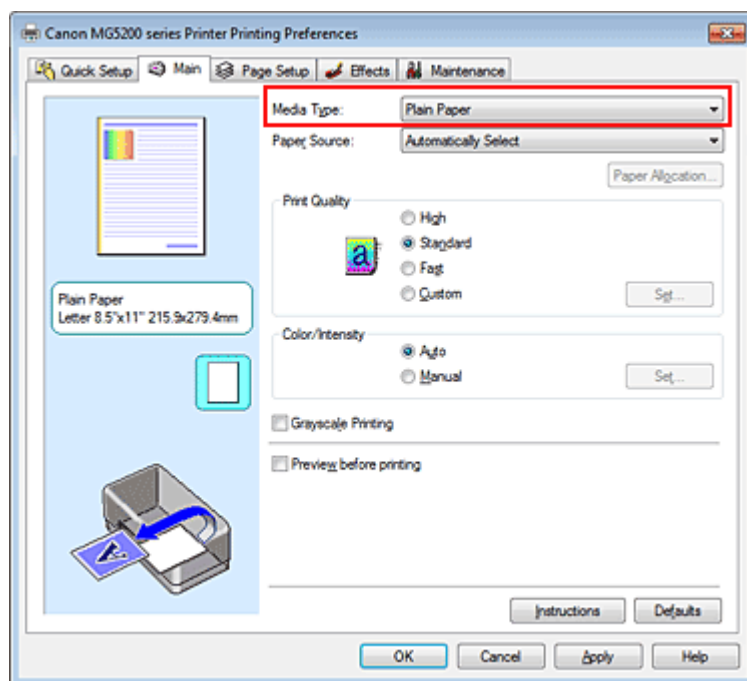 Canon MG5200 series Printer Printing Preferences
Quick Setup Main Page Setup Effects Maintenance
Media Type: Plain Paper
Paper Source: Automatically Select
Paper Allocation...
Print Quality
High
a Standard
Fast
Custom Set...
Plain Paper
Letter 8.5"x11" 215.9x279.4mm
Color/Intensity
Auto
Manual Set...
Grayscale Printing
Preview before printing
A
Instructions Defaults
OK Cancel Apply Help